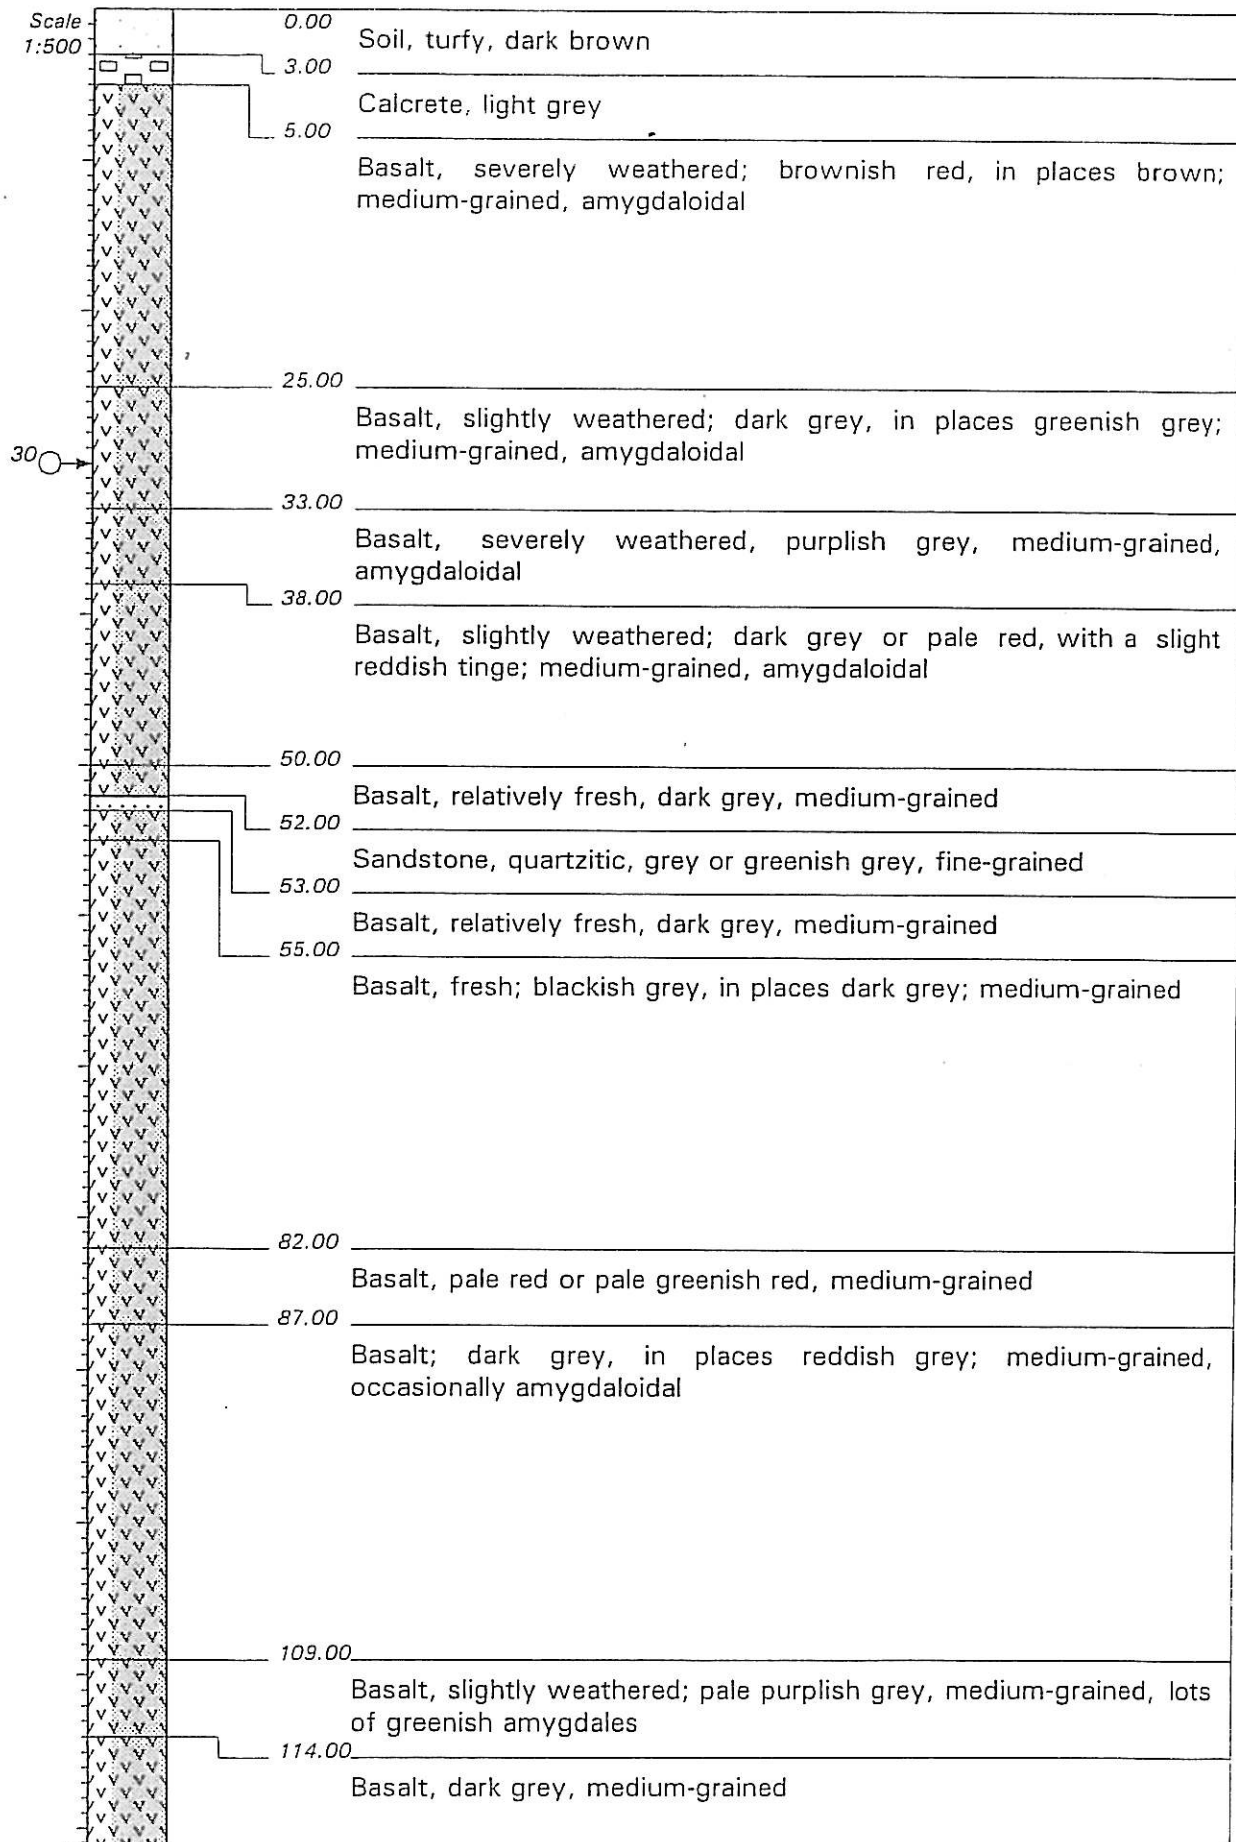 Scale
1:500
0.00
Soil, turfy, dark brown
3.00
Calcrete, light grey
5.00
Basalt, severely weathered; brownish red, in places brown;
medium-grained, amygdaloidal
25.00
Basalt, slightly weathered; dark grey, in places greenish grey;
medium-grained, amygdaloidal
30
33.00
Basalt, severely weathered, purplish grey, medium-grained,
amygdaloidal
38.00
Basalt, slightly weathered; dark grey or pale red, with a slight
reddish tinge; medium-grained, amygdaloidal
50.00
Basalt, relatively fresh, dark grey, medium-grained
52.00
Sandstone, quartzitic, grey or greenish grey, fine-grained
53.00
Basalt, relatively fresh, dark grey, medium-grained
55.00
Basalt, fresh; blackish grey, in places dark grey; medium-grained
82.00
Basalt, pale red or pale greenish red, medium-grained
87.00
Basalt; dark grey, in places reddish grey; medium-grained,
occasionally amygdaloidal
109.00
Basalt, slightly weathered; pale purplish grey, medium-grained, lots
of greenish amygdales
114.00
Basalt, dark grey, medium-grained